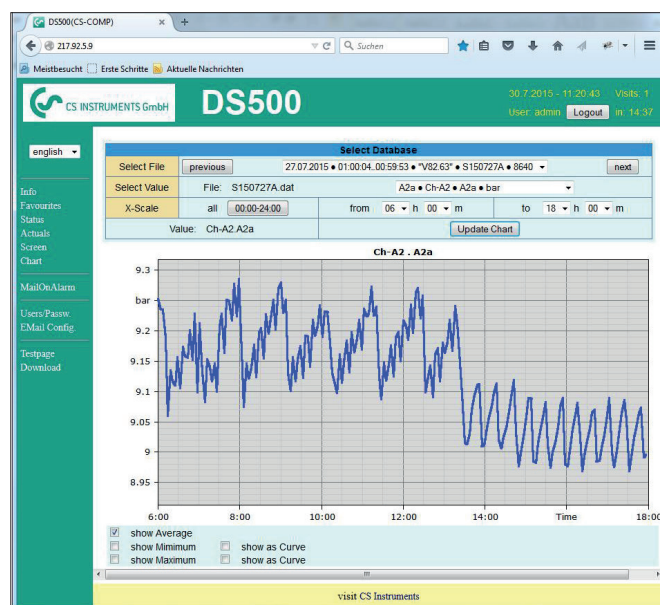 DS500(CS-COMP) × +
217.92.5.9 Suchen
Meistbesucht Erste Schritte Aktuelle Nachrichten
CS INSTRUMENTS GmbH DS500
30.7.2015 - 11:20:43 Visits: 1
User: admin Logout in: 14:37
english
Info
Favourites
Status
Actuals
Screen
Chart
MailOnAlarm
Users/Passw.
EMail Config.
Testpage
Download
Select Database
Select File previous 27.07.2015 ● 01:00:04..00:59:53 ● "V82.63" ● S150727A ● 8640 next
Select Value File: S150727A.dat A2a ● Ch-A2 ● A2a ● bar
X-Scale all 00:00-24:00 from 06 h 00 m to 18 h 00 m
Value: Ch-A2.A2a Update Chart
Ch-A2 . A2a
9.3
bar
9.2
9.15
9.1
9.05
9
8.95
6:00 8:00 10:00 12:00 14:00 Time 18:00
show Average
show Mimimum show as Curve
show Maximum show as Curve
visit CS Instruments